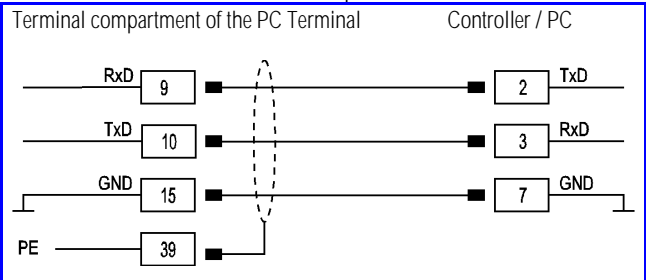 Terminal compartment of the PC Terminal Controller / PC
RxD 9 2 TxD
TxD 10 3 RxD
GND 15 7 GND
PE 39